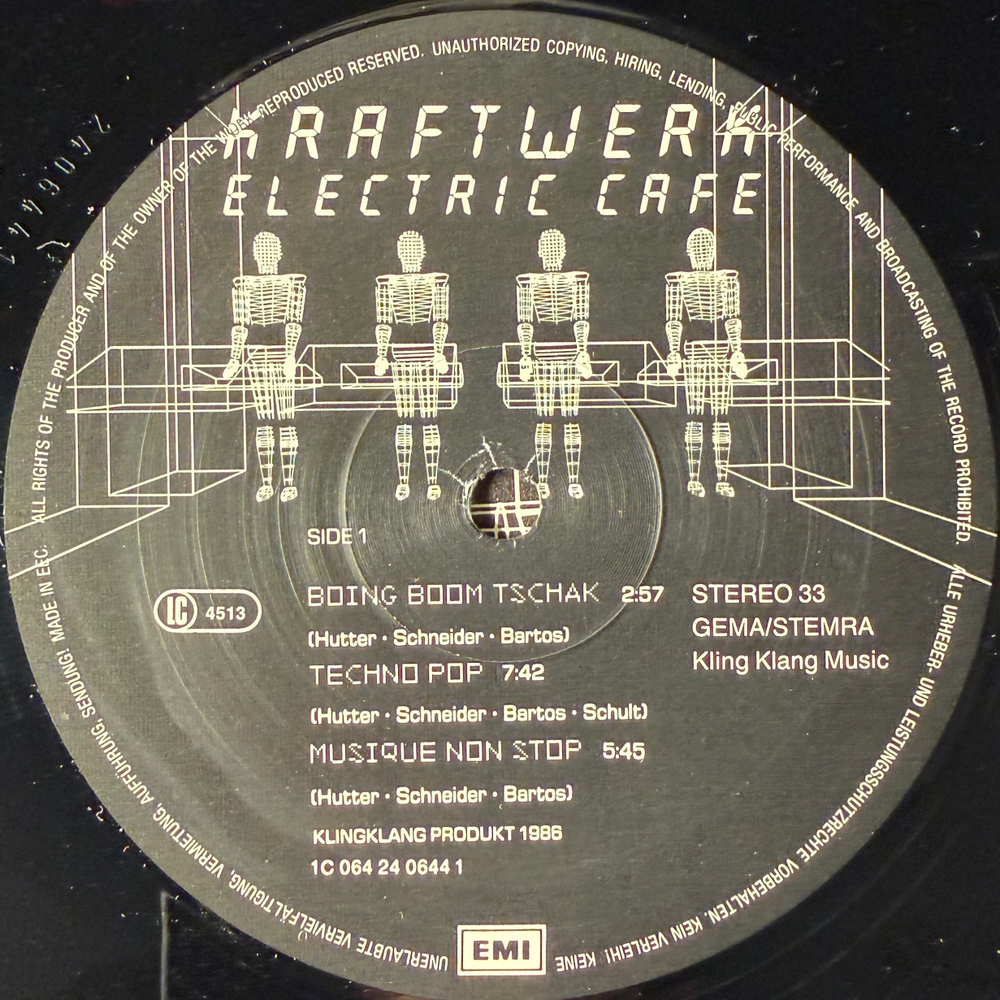 KRAFTWERK
ELECTRIC CAFE
SIDE 1
BOING BOOM TSCHAK 2:57
(Hutter · Schneider · Bartos)
TECHNO POP 7:42
(Hutter · Schneider · Bartos · Schult)
MUSIQUE NON STOP 5:45
(Hutter · Schneider · Bartos)
KLINGKLANG PRODUKT 1986
1C 064 24 0644 1
STEREO 33
GEMA/STEMRA
Kling Klang Music
LC 4513
EMI
ALL RIGHTS OF THE PRODUCER AND OF THE OWNER OF THE WORK REPRODUCED RESERVED. UNAUTHORIZED COPYING, HIRING, LENDING, PUBLIC PERFORMANCE AND BROADCASTING OF THE RECORD PROHIBITED.
ALLE URHEBER- UND LEISTUNGSSCHUTZRECHTE VORBEHALTEN. KEIN VERLEIH! KEINE UNERLAUBTE VERVIELFÄLTIGUNG, VERMIETUNG, AUFFÜHRUNG, SENDUNG! MADE IN EEC.